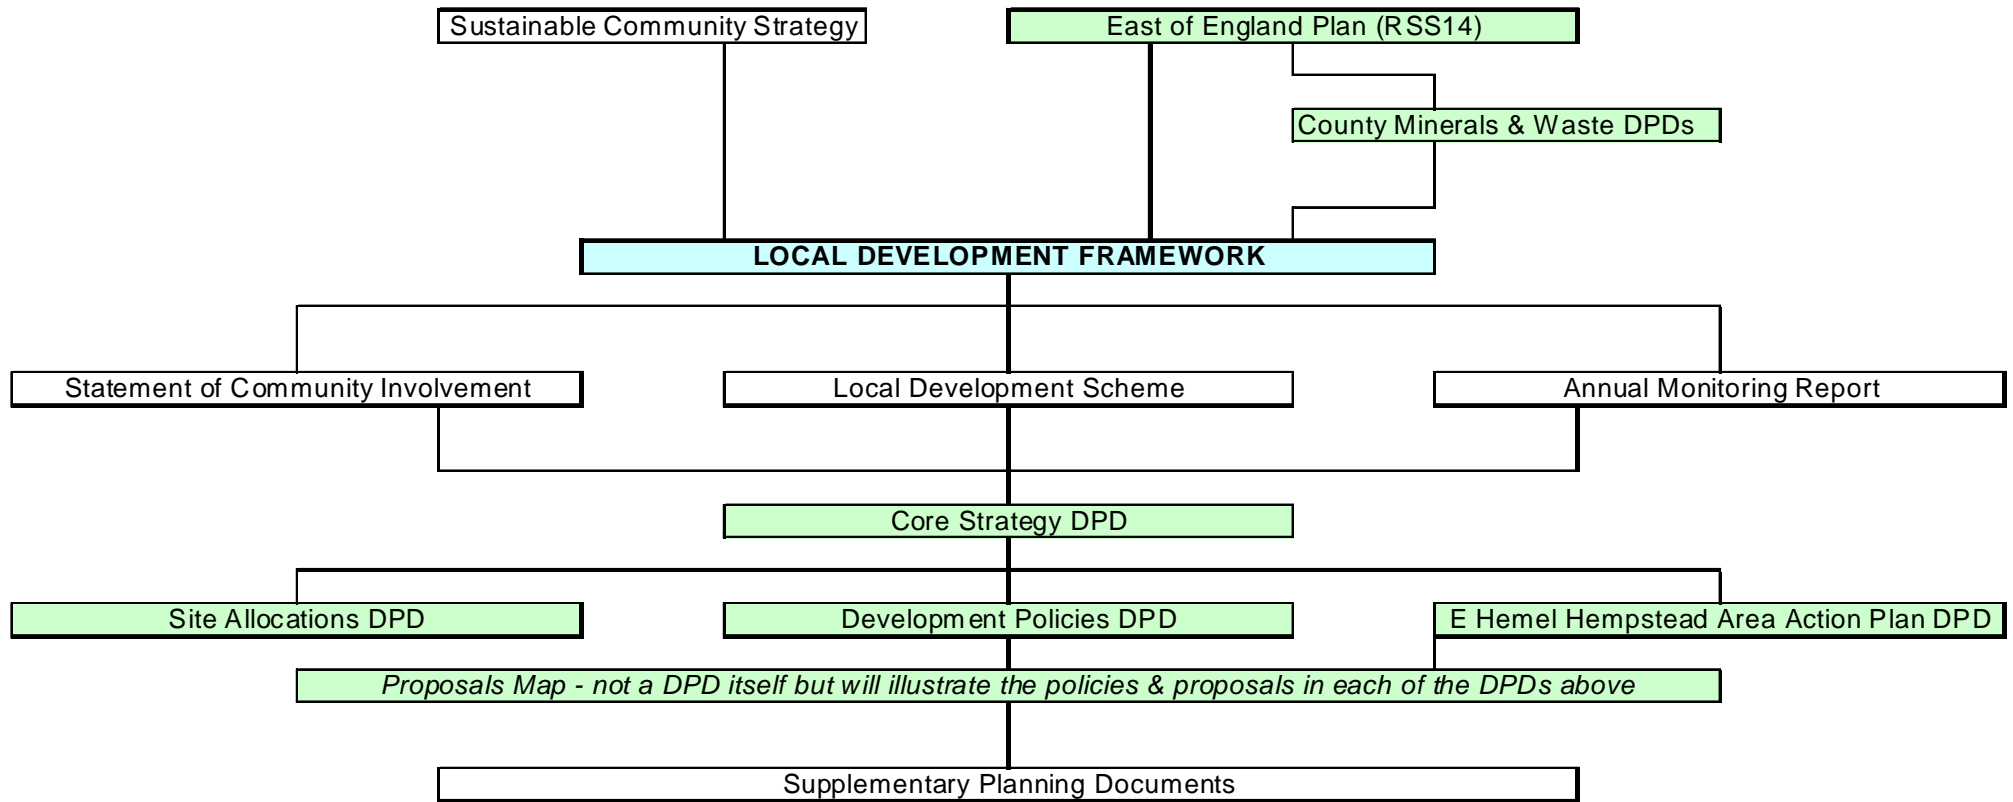 Sustainable Community Strategy
East of England Plan (RSS14)
County Minerals & Waste DPDs
LOCAL DEVELOPMENT FRAMEWORK
Statement of Community Involvement
Local Development Scheme
Annual Monitoring Report
Core Strategy DPD
Site Allocations DPD
Development Policies DPD
E Hemel Hempstead Area Action Plan DPD
Proposals Map - not a DPD itself but will illustrate the policies & proposals in each of the DPDs above
Supplementary Planning Documents